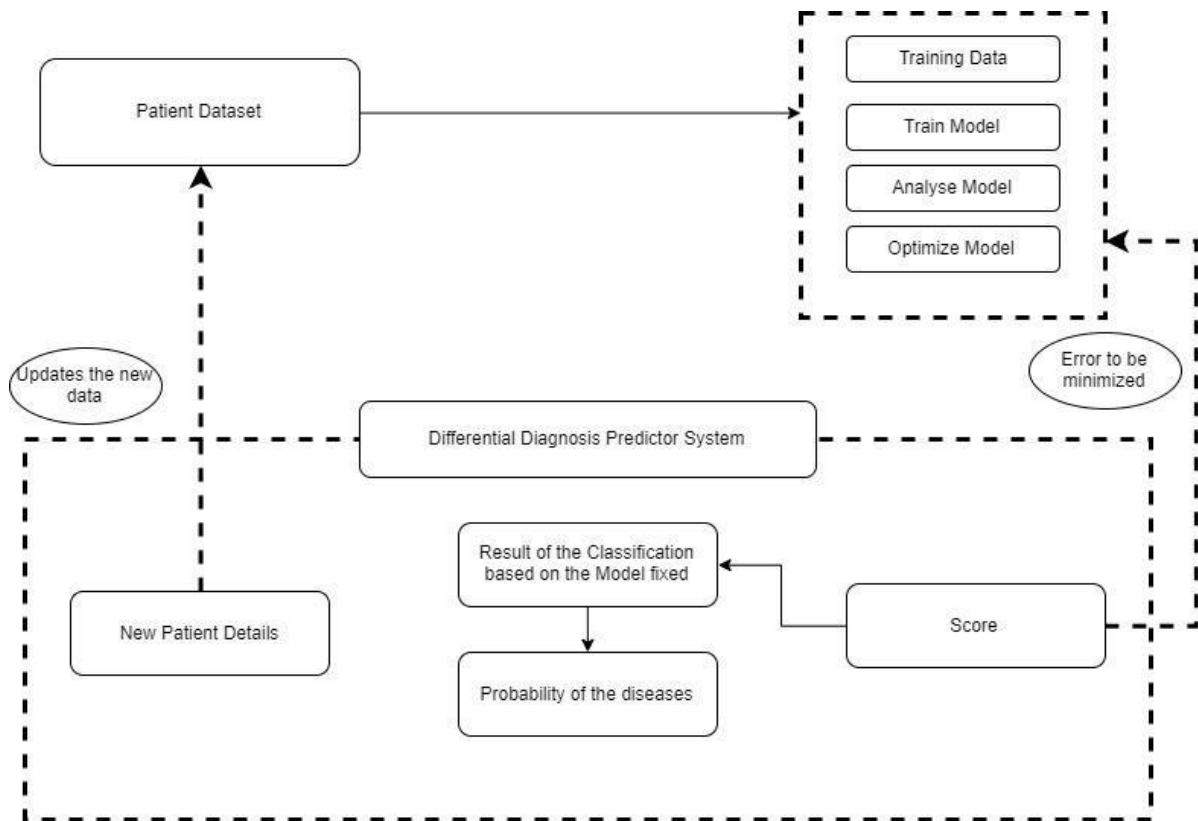 Training Data
Patient Dataset
Train Model
Analyse Model
Optimize Model
Updates the new
data
Error to be
minimized
Differential Diagnosis Predictor System
Result of the Classification
based on the Model fixed
New Patient Details
Score
Probability of the diseases